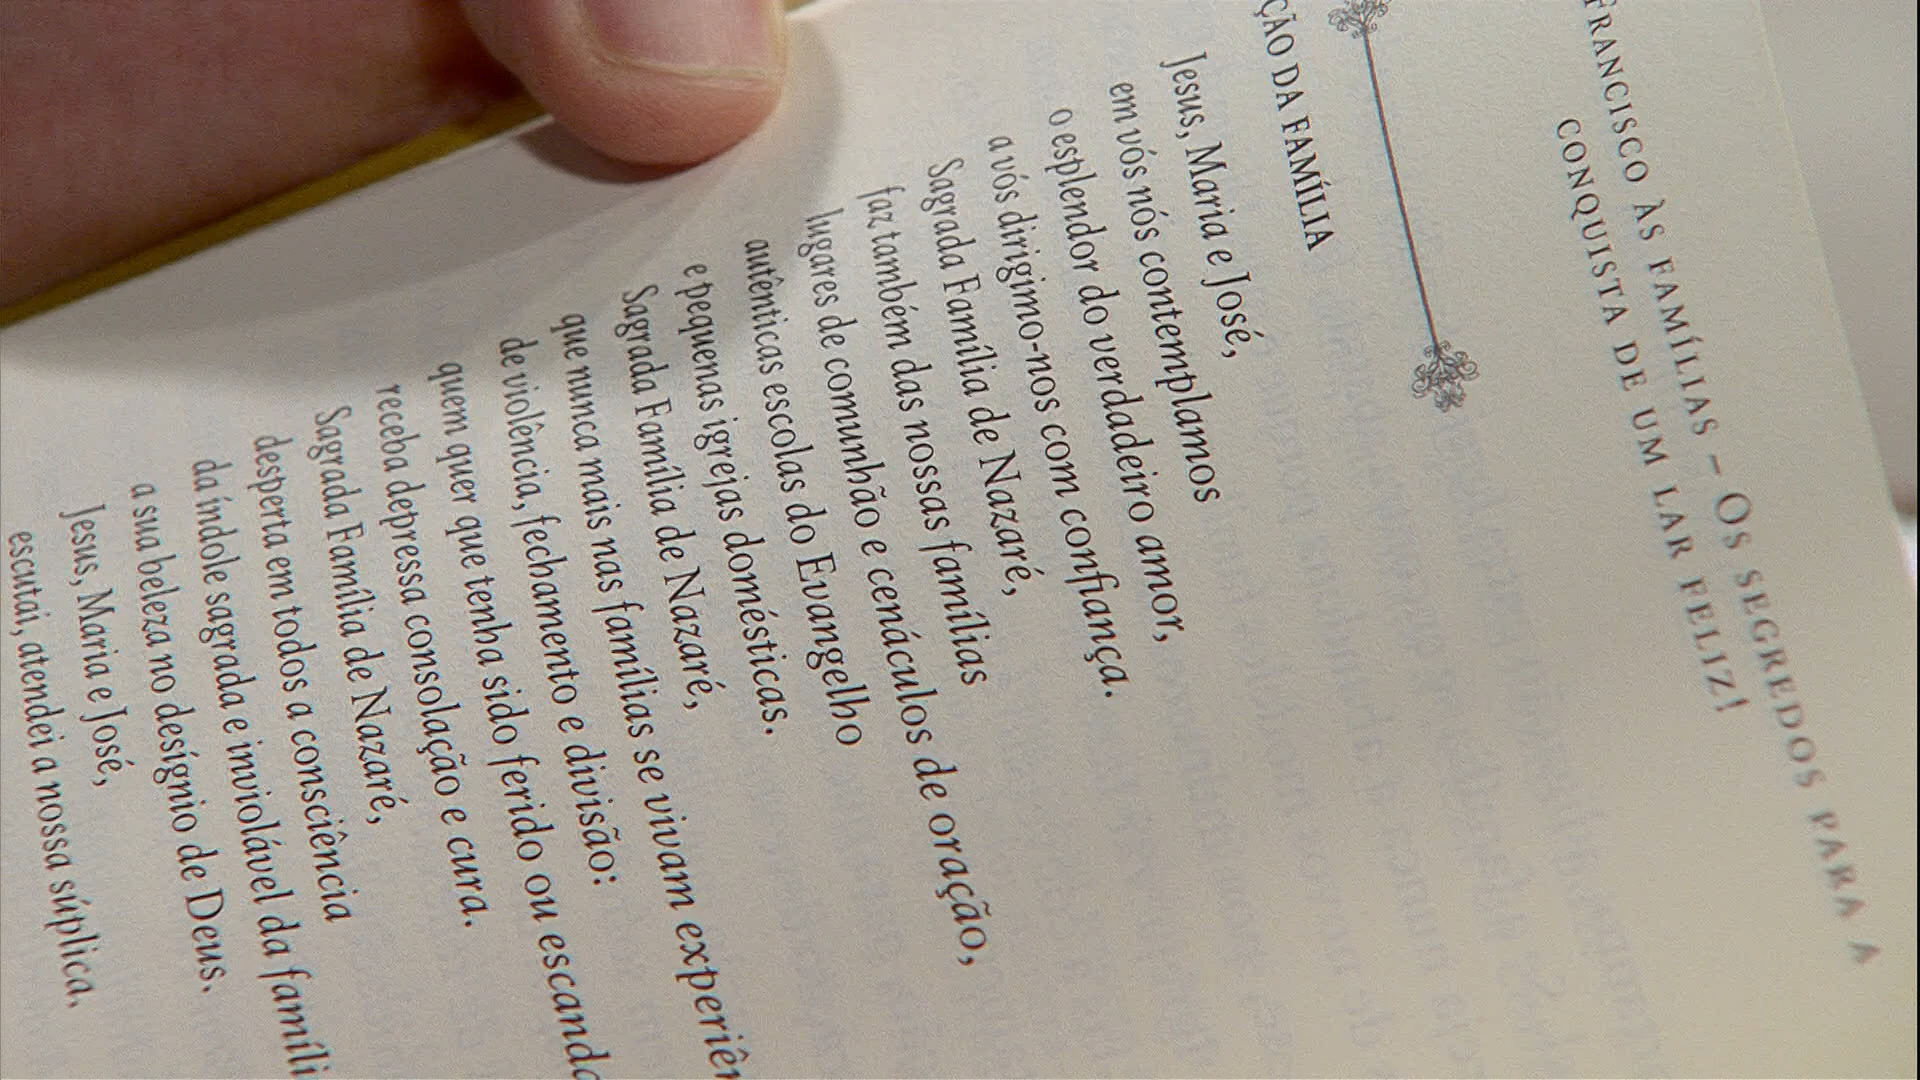 FRANCISCO ÀS FAMÍLIAS – OS SEGREDOS PARA A
CONQUISTA DE UM LAR FELIZ!
ÇÃO DA FAMÍLIA
Jesus, Maria e José,
em vós nós contemplamos
o esplendor do verdadeiro amor,
a vós dirigimo-nos com confiança.
Sagrada Família de Nazaré,
faz também das nossas famílias
lugares de comunhão e cenáculos de oração,
autênticas escolas do Evangelho
e pequenas igrejas domésticas.
Sagrada Família de Nazaré,
que nunca mais nas famílias se vivam experiên
de violência, fechamento e divisão:
quem quer que tenha sido ferido ou escanda
receba depressa consolação e cura.
Sagrada Família de Nazaré,
desperta em todos a consciência
da índole sagrada e inviolável da famíli
a sua beleza no desígnio de Deus.
Jesus, Maria e José,
escutai, atendei a nossa súplica.